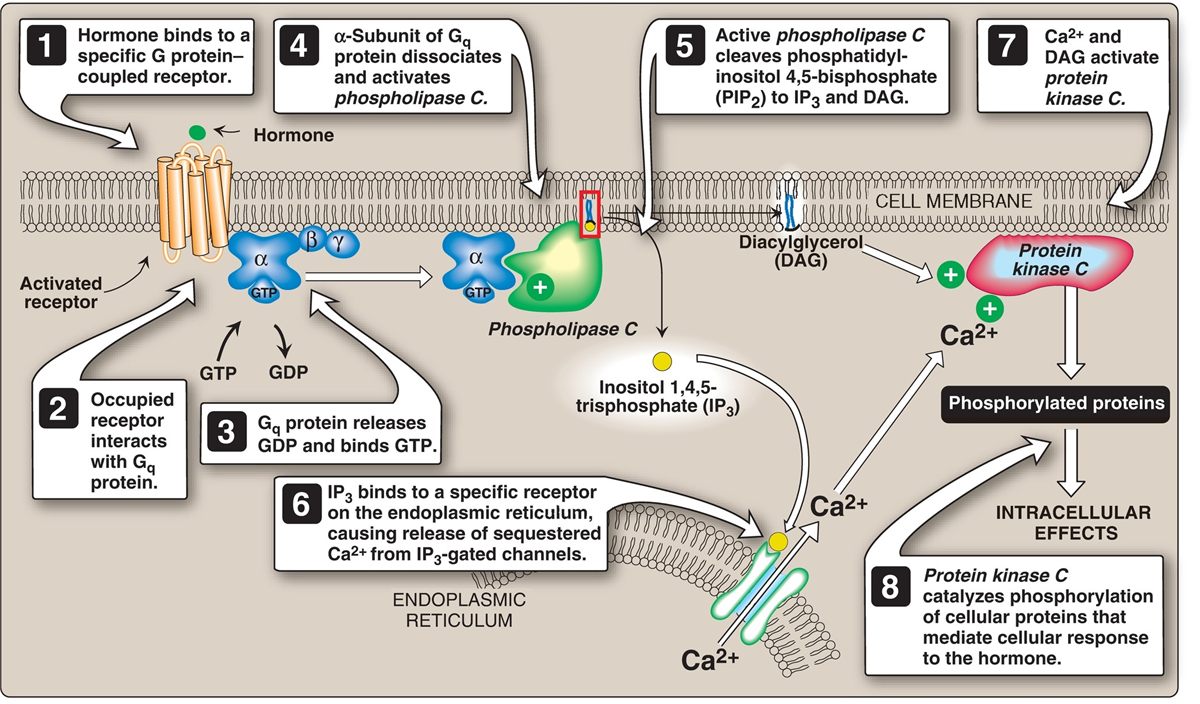 1
Hormone binds to a
specific G protein–
coupled receptor.
4
α-Subunit of Gq
protein dissociates
and activates
phospholipase C.
5
Active phospholipase C
cleaves phosphatidyl-
inositol 4,5-bisphosphate
(PIP2) to IP3 and DAG.
7
Ca2+ and
DAG activate
protein
kinase C.
Hormone
CELL MEMBRANE
Activated
receptor
α
β
γ
GTP
α
GTP
+
Phospholipase C
Diacylglycerol
(DAG)
+
+
Protein
kinase C
Ca2+
GTP
GDP
Inositol 1,4,5-
trisphosphate (IP3)
Phosphorylated proteins
2
Occupied
receptor
interacts
with Gq
protein.
3
Gq protein releases
GDP and binds GTP.
6
IP3 binds to a specific receptor
on the endoplasmic reticulum,
causing release of sequestered
Ca2+ from IP3-gated channels.
Ca2+
INTRACELLULAR
EFFECTS
ENDOPLASMIC
RETICULUM
Ca2+
8
Protein kinase C
catalyzes phosphorylation
of cellular proteins that
mediate cellular response
to the hormone.